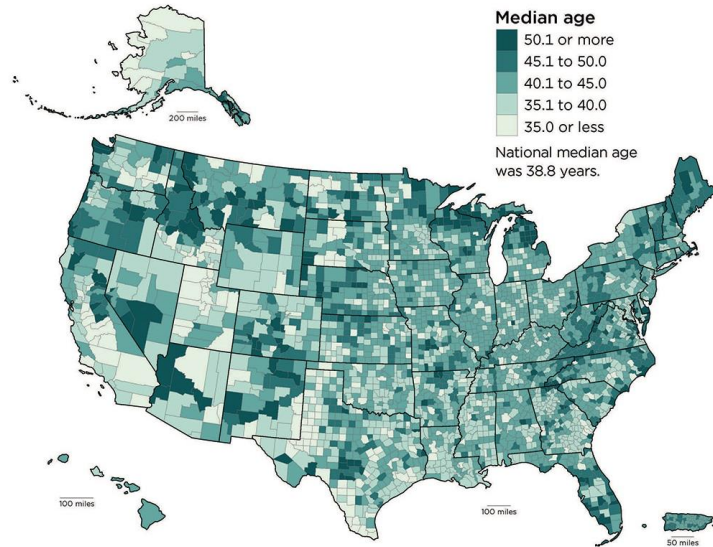 Median age
50.1 or more
45.1 to 50.0
40.1 to 45.0
35.1 to 40.0
35.0 or less
National median age
was 38.8 years.
200 miles
100 miles
100 miles
50 miles